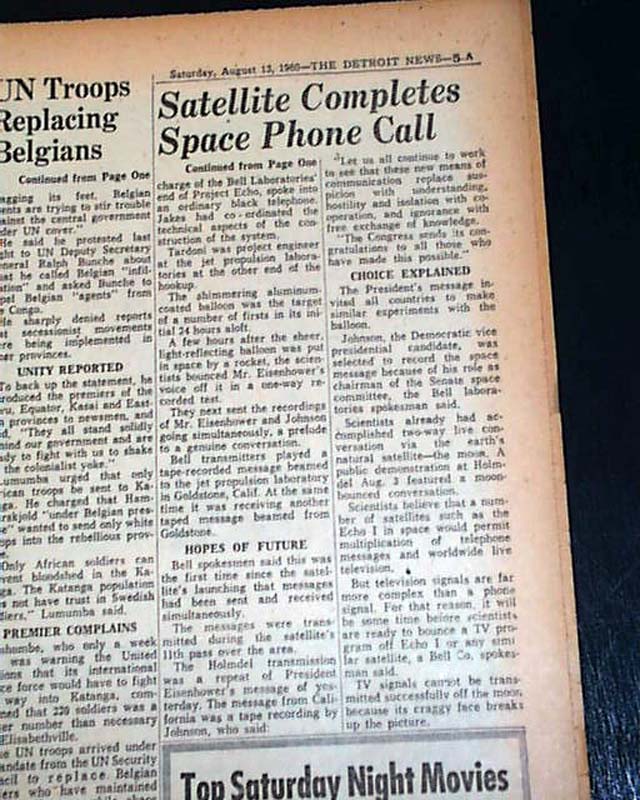 Saturday, August 13, 1960—THE DETROIT NEWS—5-A
UN Troops
Replacing
Belgians
Continued from Page One
agging its feet, Belgian
ents are trying to stir trouble
ainst the central government
der UN cover."
He said he protested last
ght to UN Deputy Secretary
eneral Ralph Bunche about
at he called Belgian "infil-
ation" and asked Bunche to
pel Belgian "agents" from
e Congo.
He sharply denied reports
at secessionist movements
re being implemented in
her provinces.
UNITY REPORTED
To back up the statement, he
roduced the premiers of the
vu, Equator, Kasai and East-
n provinces to newsmen, and
d, "They all stand solidly
hind our government and are
ady to fight with us to shake
the colonialist yoke."
Lumumba urged that only
rican troops be sent to Ka-
ga. He charged that Ham-
arskjold "under Belgian pres-
e" wanted to send only white
ops into the rebellious prov-
Only African soldiers can
vent bloodshed in the Ka-
ga. The Katanga population
s not have trust in Swedish
diers," Lumumba said.
PREMIER COMPLAINS
shombe, who only a week
was warning the United
ions that its international
ce force would have to fight
way into Katanga, com-
ned that 220 soldiers was a
er number than necessary
Elisabethville.
e UN troops arrived under
andate from the UN Security
cil to replace Belgian
ers who have maintained
Satellite Completes
Space Phone Call
Continued from Page One
charge of the Bell Laboratories'
end of Project Echo, spoke into
an ordinary black telephone.
Jakes had co-ordinated the
technical aspects of the con-
struction of the system.
Tardoni was project engineer
at the jet propulsion labora-
tories at the other end of the
hookup.
The shimmering aluminum-
coated balloon was the target
of a number of firsts in its ini-
tial 24 hours aloft.
A few hours after the sheer,
light-reflecting balloon was put
in space by a rocket, the scien-
tists bounced Mr. Eisenhower's
voice off it in a one-way re-
corded test.
They next sent the recordings
of Mr. Eisenhower and Johnson
going simultaneously, a prelude
to a genuine conversation.
Bell transmitters played a
tape-recorded message beamed
to the jet propulsion laboratory
in Goldstone, Calif. At the same
time it was receiving another
taped message beamed from
Goldstone.
HOPES OF FUTURE
Bell spokesmen said this was
the first time since the satel-
lite's launching that messages
had been sent and received
simultaneously.
The messages were trans-
mitted during the satellite's
11th pass over the area.
The Holmdel transmission
was a repeat of President
Eisenhower's message of yes-
terday. The message from Cali-
fornia was a tape recording by
Johnson, who said:
"Let us all continue to work
to see that these new means of
communication replace sus-
picion with understanding,
hostility and isolation with co-
operation, and ignorance with
free exchange of knowledge.
"The Congress sends its con-
gratulations to all those who
have made this possible."
CHOICE EXPLAINED
The President's message in-
vited all countries to make
similar experiments with the
balloon.
Johnson, the Democratic vice
presidential candidate, was
selected to record the space
message because of his role as
chairman of the Senate space
committee, the Bell labora-
tories spokesman said.
Scientists already had ac-
complished two-way live con-
versation via the earth's
natural satellite—the moon. A
public demonstration at Holm-
del Aug. 3 featured a moon-
bounced conversation.
Scientists believe that a num-
ber of satellites such as the
Echo I in space would permit
multiplication of telephone
messages and worldwide live
television.
But television signals are far
more complex than a phone
signal. For that reason, it will
be some time before scientists
are ready to bounce a TV pro-
gram off Echo I or any simi
lar satellite, a Bell Co. spokes-
man said.
TV signals cannot be trans-
mitted successfully off the moon
because its craggy face breaks
up the picture.
Top Saturday Night Movies